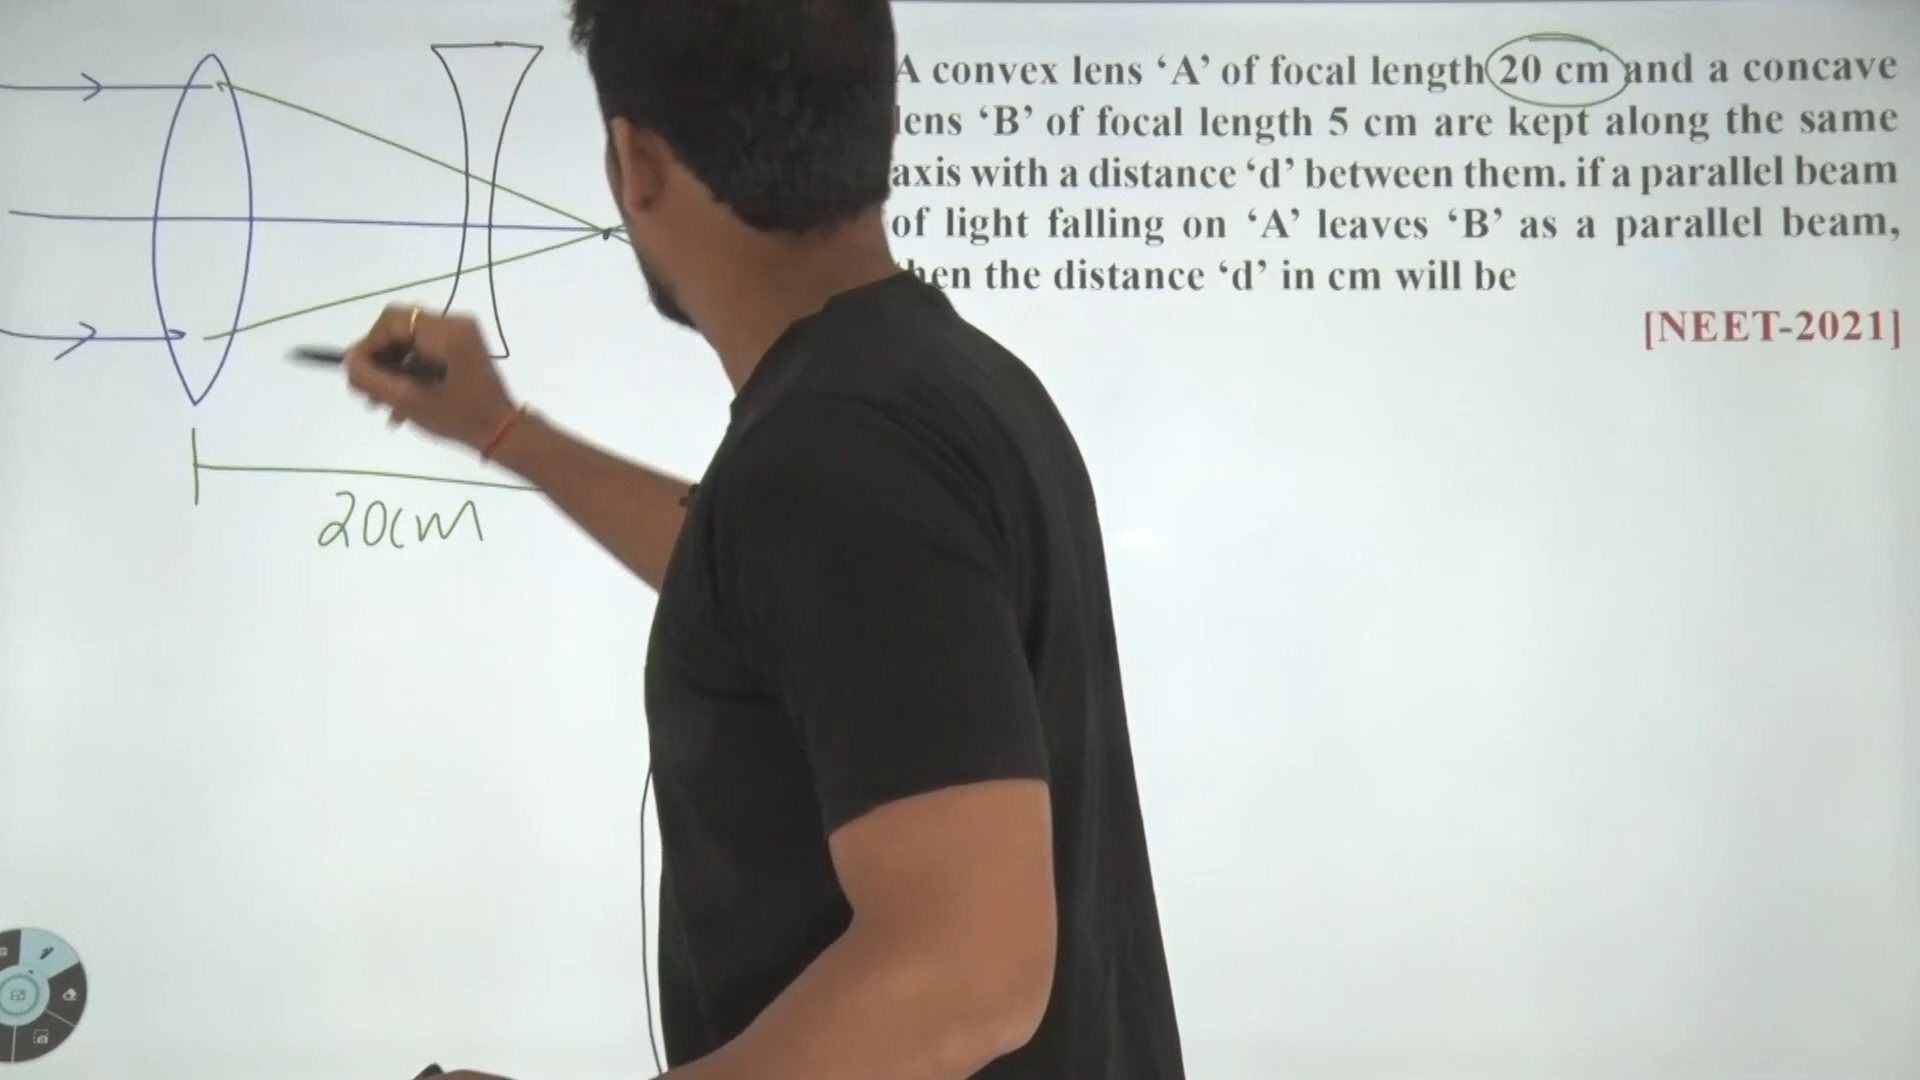 A convex lens ‘A’ of focal length 20 cm and a concave
lens ‘B’ of focal length 5 cm are kept along the same
axis with a distance ‘d’ between them. if a parallel beam
of light falling on ‘A’ leaves ‘B’ as a parallel beam,
then the distance ‘d’ in cm will be
[NEET-2021]
20cm